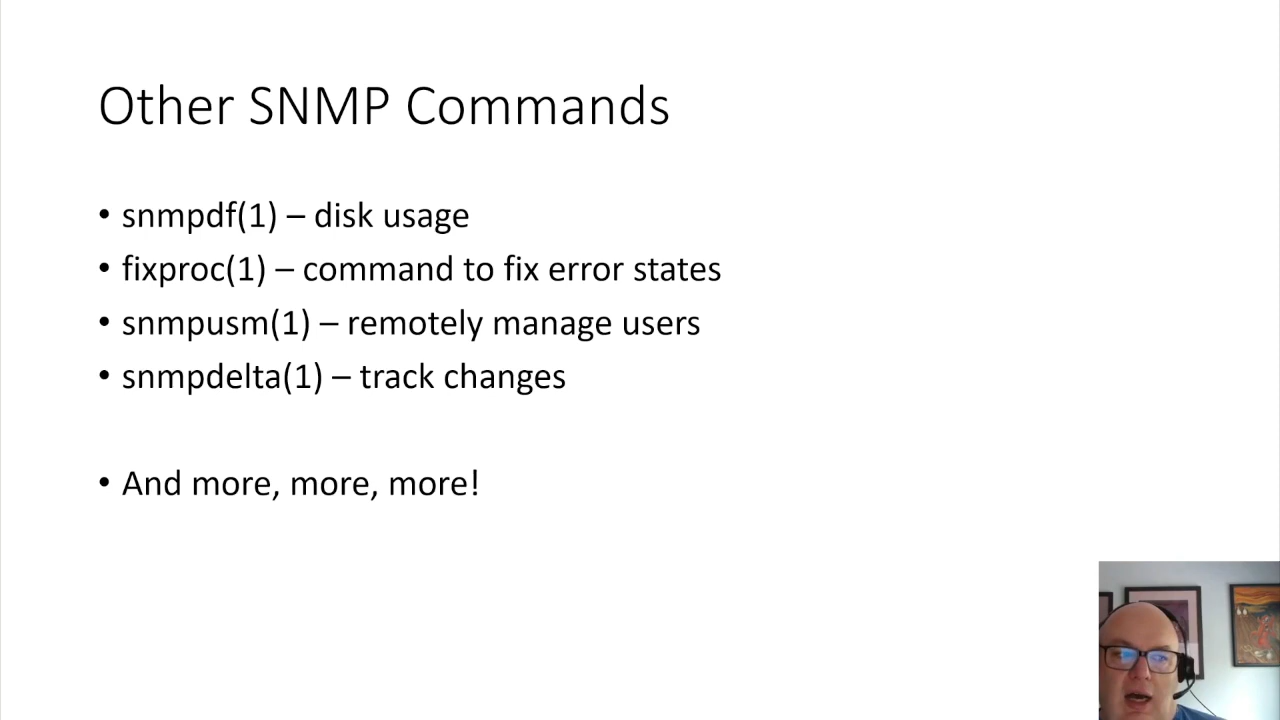 Other SNMP Commands
• snmpdf(1) – disk usage
• fixproc(1) – command to fix error states
• snmpusm(1) – remotely manage users
• snmpdelta(1) – track changes
• And more, more, more!